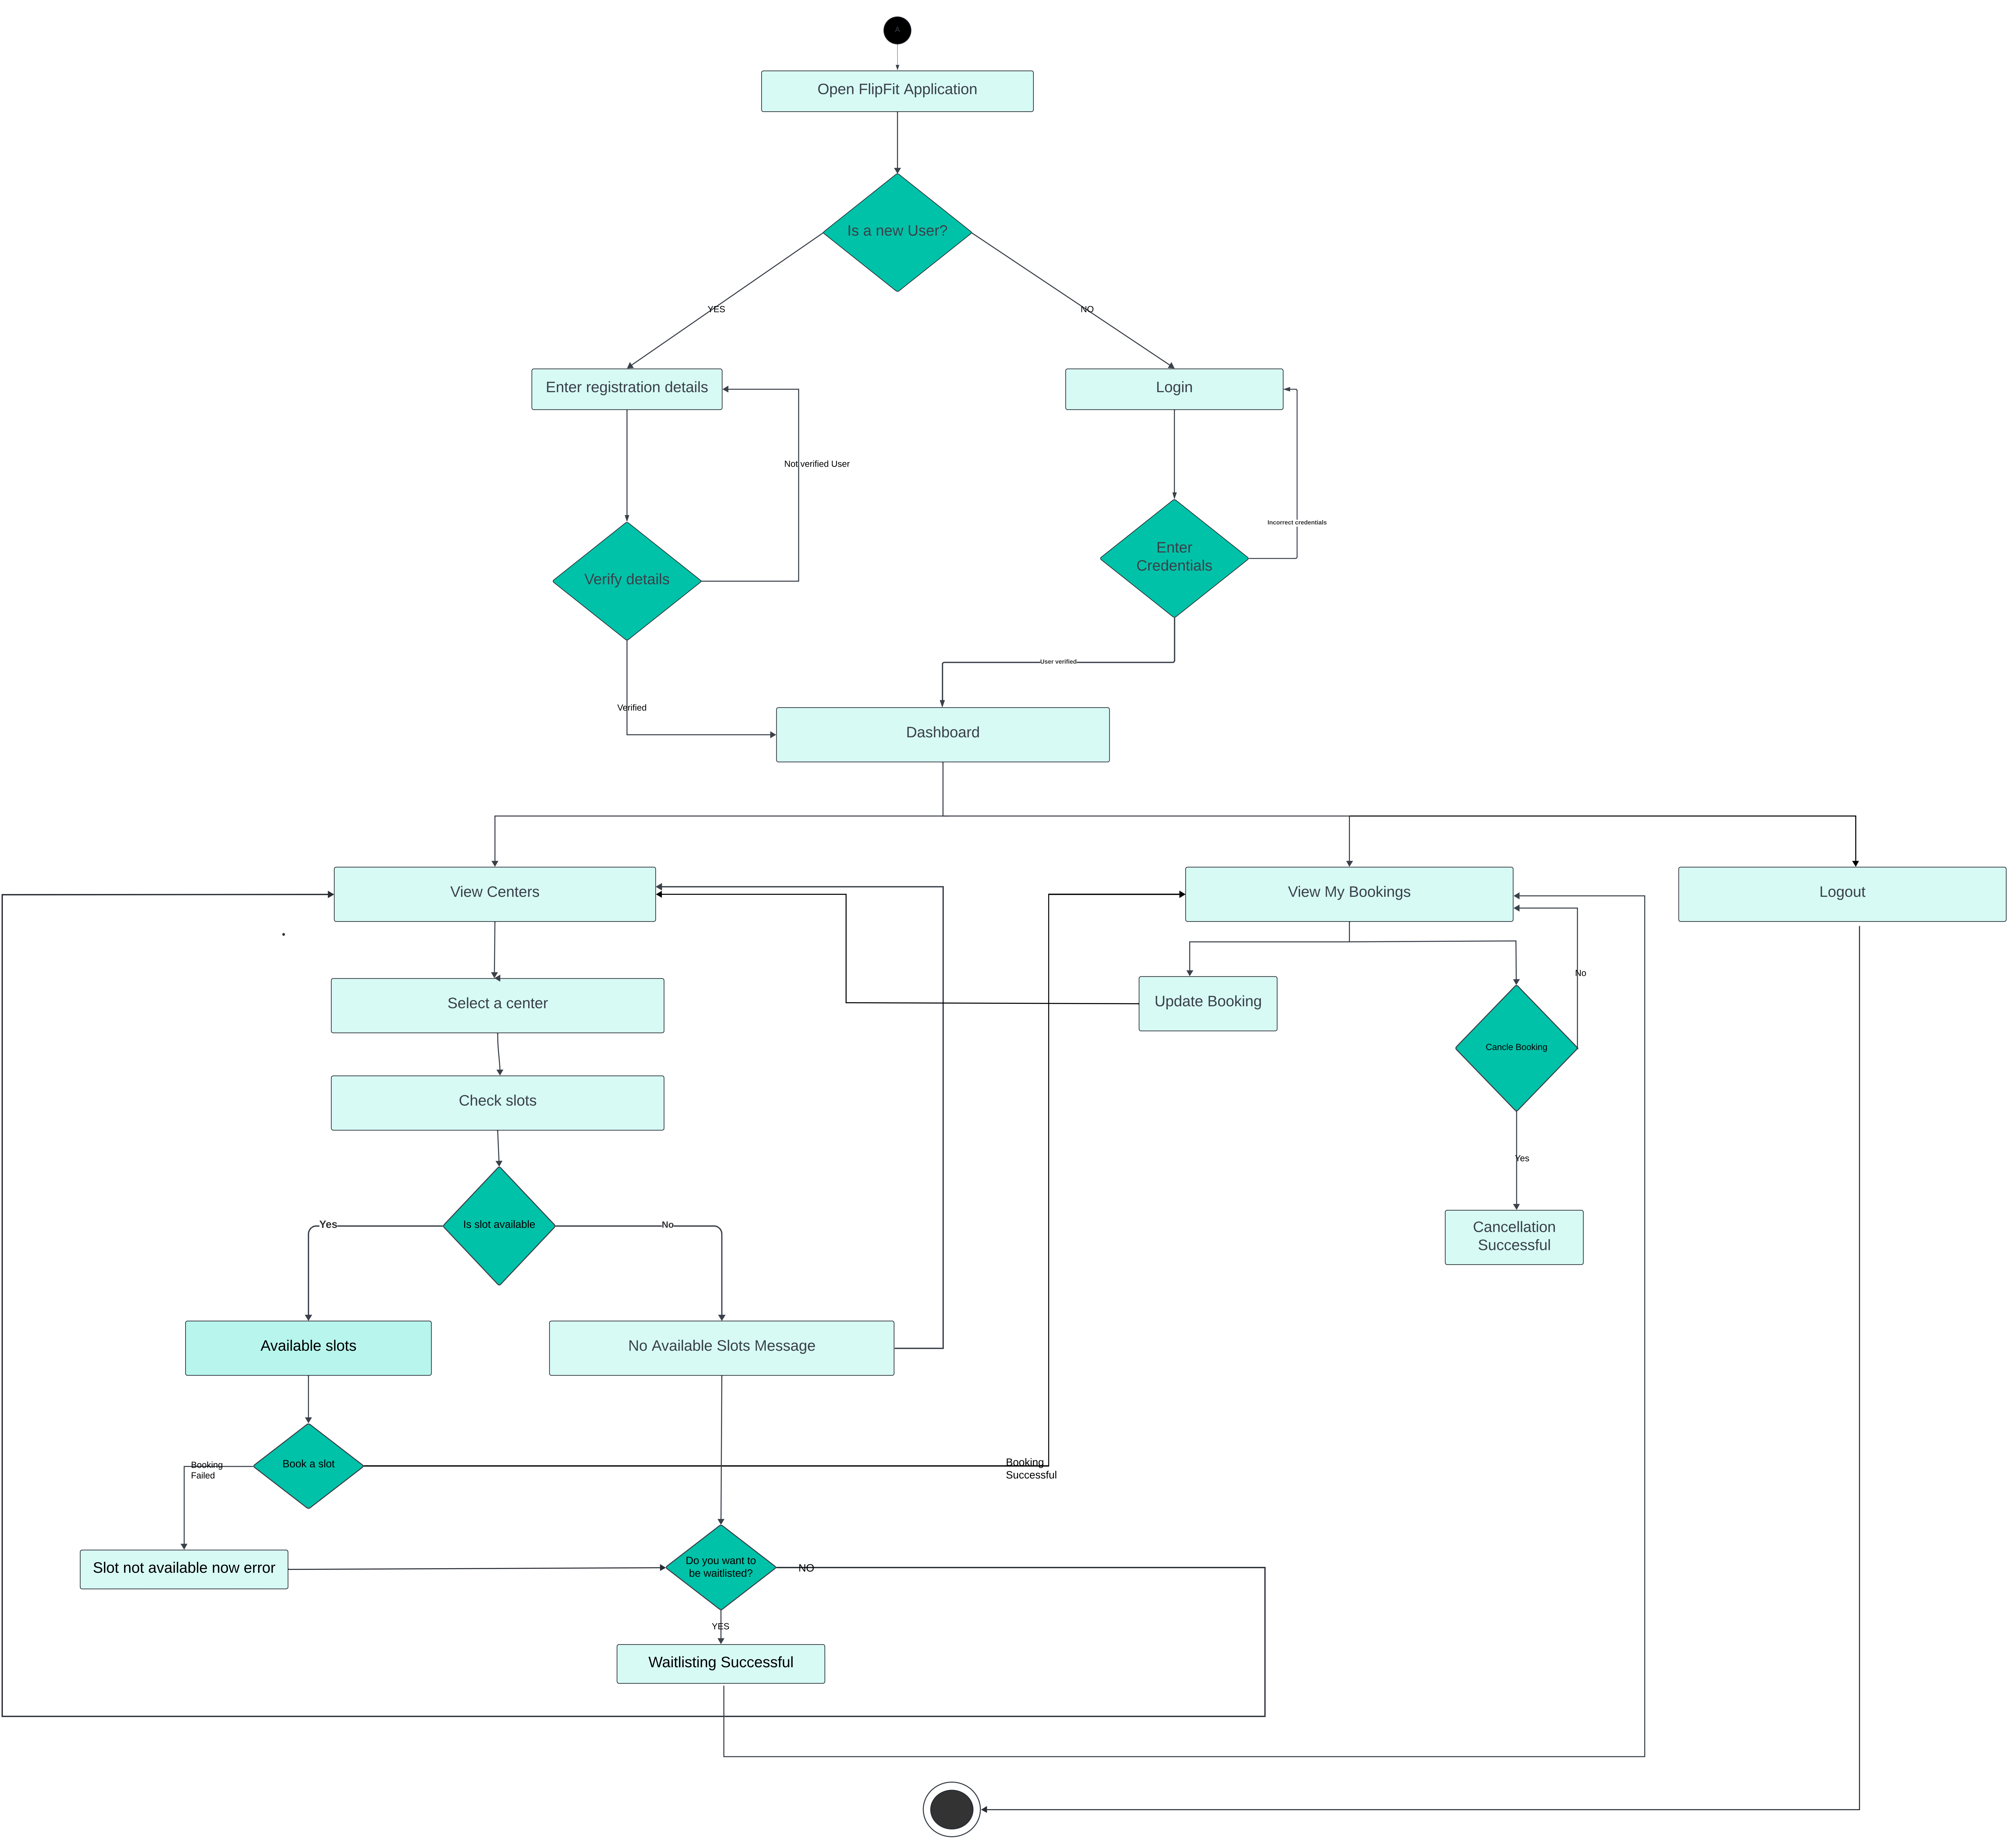 A
Open FlipFit Application
Is a new User?
YES
NO
Enter registration details
Login
Not verified User
Incorrect credentials
Enter
Credentials
Verify details
User verified
Verified
Dashboard
View Centers
View My Bookings
Logout
No
Select a center
Update Booking
Cancle Booking
Check slots
Yes
Is slot available
Yes
No
Cancellation
Successful
Available slots
No Available Slots Message
Book a slot
Booking
Failed
Booking
Successful
Slot not available now error
Do you want to
be waitlisted?
NO
YES
Waitlisting Successful